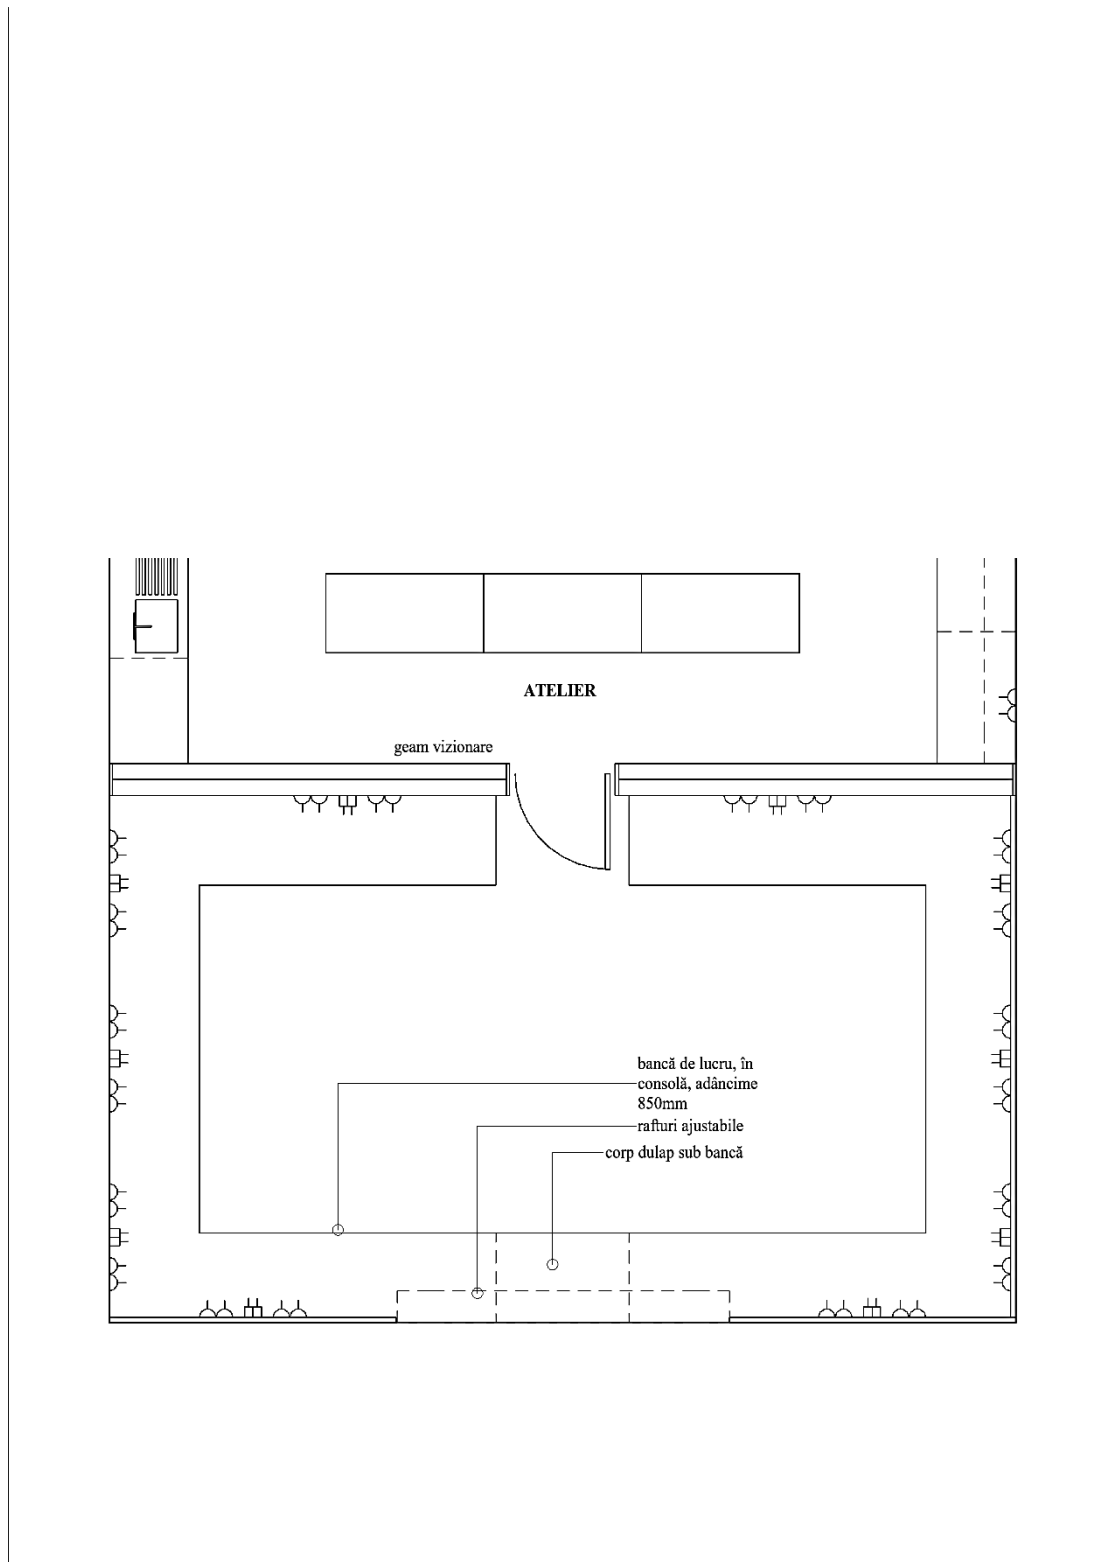 ATELIER
geam vizionare
bancă de lucru, în
consolă, adâncime
850mm
rafturi ajustabile
corp dulap sub bancă